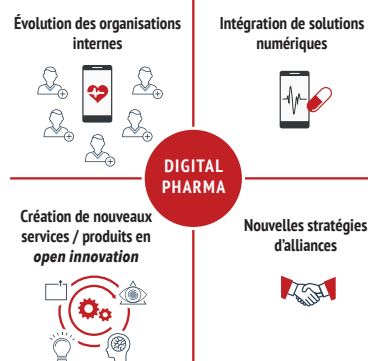 Évolution des organisations
internes
Intégration de solutions
numériques
DIGITAL
PHARMA
Création de nouveaux
services / produits en
open innovation
Nouvelles stratégies
d'alliances